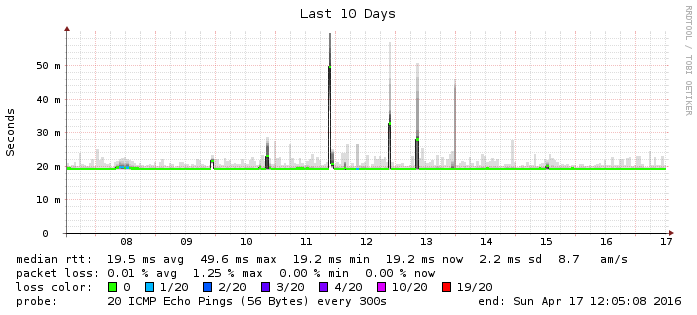 Last 10 Days
RRDTOOL / TOBI OETIKER
Seconds
50 m
40 m
30 m
20 m
10 m
0
08 09 10 11 12 13 14 15 16 17
median rtt: 19.5 ms avg 49.6 ms max 19.2 ms min 19.2 ms now 2.2 ms sd 8.7 am/s
packet loss: 0.01 % avg 1.25 % max 0.00 % min 0.00 % now
loss color: 0 1/20 2/20 3/20 4/20 10/20 19/20
probe: 20 ICMP Echo Pings (56 Bytes) every 300s end: Sun Apr 17 12:05:08 2016